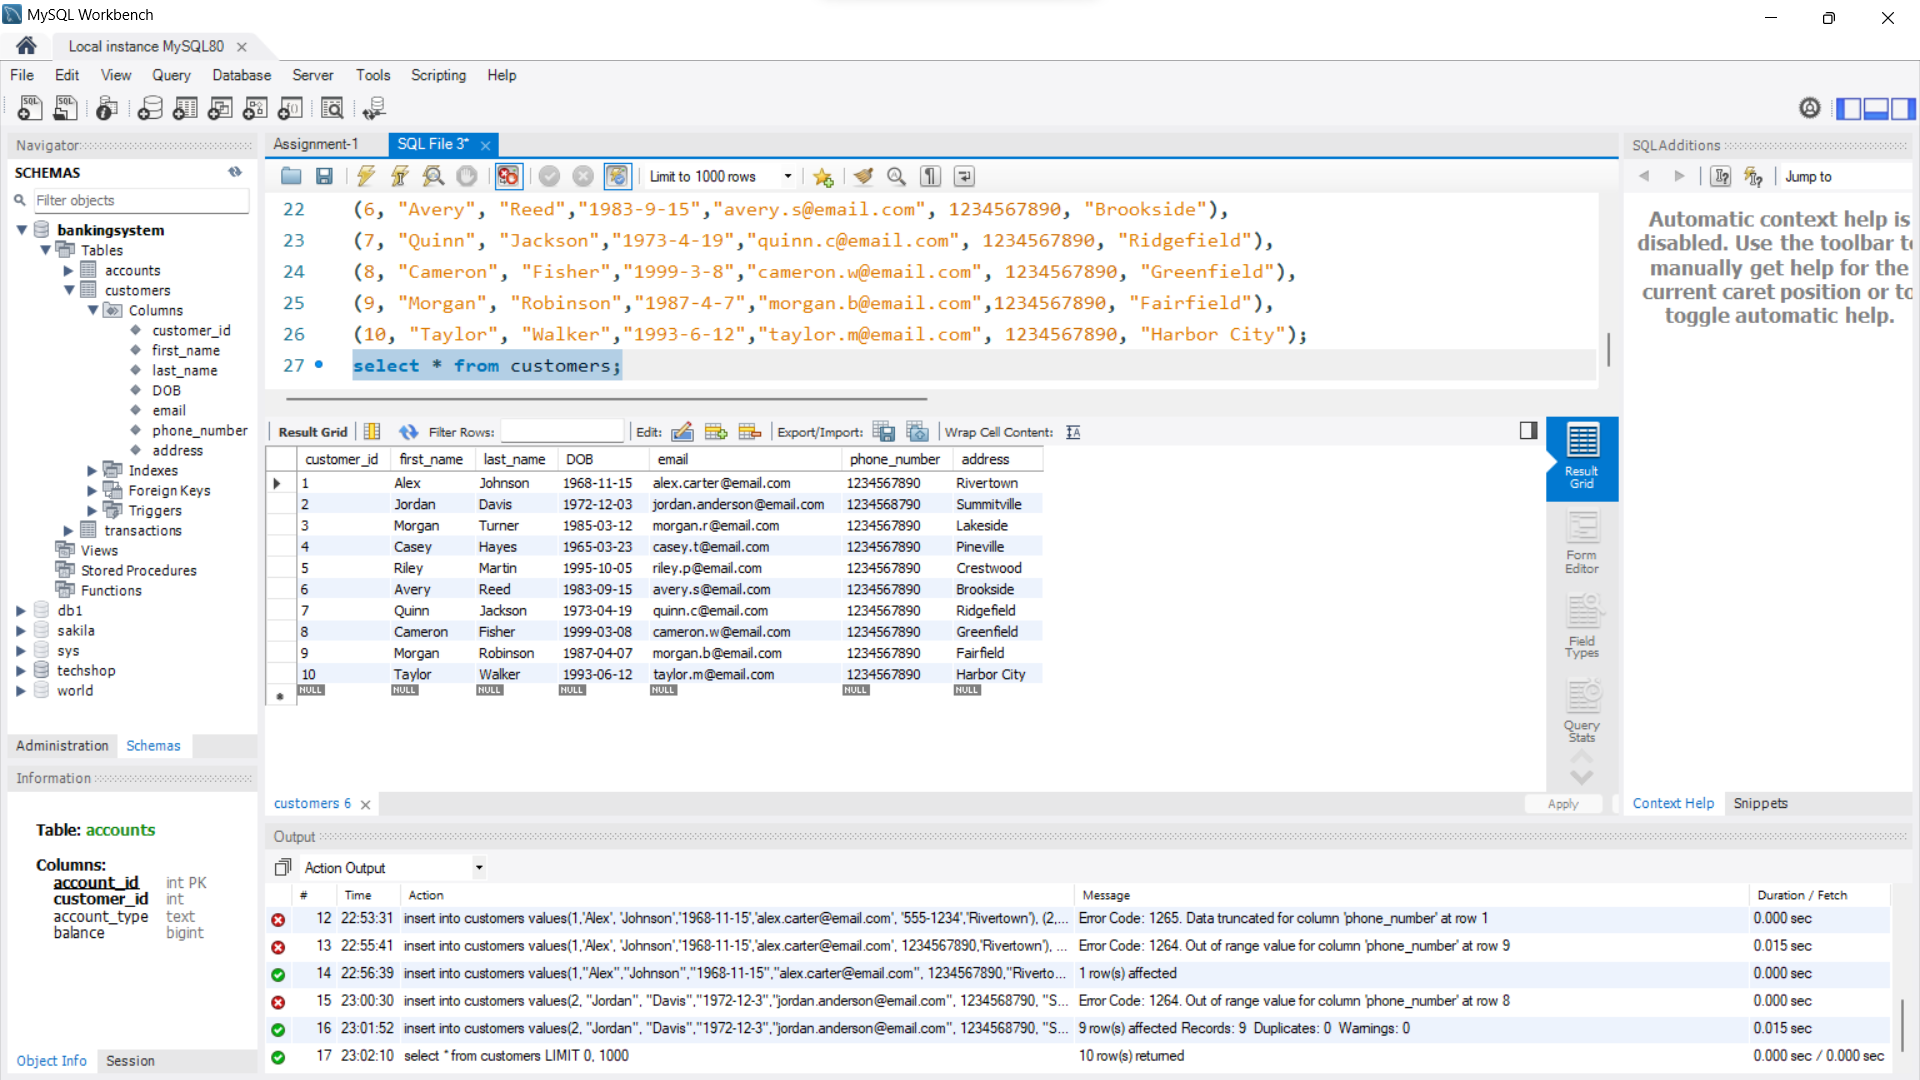 MySQL Workbench
Local instance MySQL80
File Edit View Query Database Server Tools Scripting Help
Navigator
SCHEMAS
Filter objects
bankingsystem
Tables
accounts
customers
Columns
customer_id
first_name
last_name
DOB
email
phone_number
address
Indexes
Foreign Keys
Triggers
transactions
Views
Stored Procedures
Functions
db1
sakila
sys
techshop
world
Administration Schemas
Information
Table: accounts
Columns:
account_id int PK
customer_id int
account_type text
balance bigint
Object Info Session
Assignment-1 SQL File 3*
Limit to 1000 rows
22 (6, "Avery", "Reed","1983-9-15","avery.s@email.com", 1234567890, "Brookside"),
23 (7, "Quinn", "Jackson","1973-4-19","quinn.c@email.com", 1234567890, "Ridgefield"),
24 (8, "Cameron", "Fisher","1999-3-8","cameron.w@email.com", 1234567890, "Greenfield"),
25 (9, "Morgan", "Robinson","1987-4-7","morgan.b@email.com",1234567890, "Fairfield"),
26 (10, "Taylor", "Walker","1993-6-12","taylor.m@email.com", 1234567890, "Harbor City");
27 select * from customers;
Result Grid Filter Rows: Edit: Export/Import: Wrap Cell Content:
customer_id first_name last_name DOB email phone_number address
1 Alex Johnson 1968-11-15 alex.carter@email.com 1234567890 Rivertown
2 Jordan Davis 1972-12-03 jordan.anderson@email.com 1234568790 Summitville
3 Morgan Turner 1985-03-12 morgan.r@email.com 1234567890 Lakeside
4 Casey Hayes 1965-03-23 casey.t@email.com 1234567890 Pineville
5 Riley Martin 1995-10-05 riley.p@email.com 1234567890 Crestwood
6 Avery Reed 1983-09-15 avery.s@email.com 1234567890 Brookside
7 Quinn Jackson 1973-04-19 quinn.c@email.com 1234567890 Ridgefield
8 Cameron Fisher 1999-03-08 cameron.w@email.com 1234567890 Greenfield
9 Morgan Robinson 1987-04-07 morgan.b@email.com 1234567890 Fairfield
10 Taylor Walker 1993-06-12 taylor.m@email.com 1234567890 Harbor City
NULL NULL NULL NULL NULL NULL NULL
Result
Grid
Form
Editor
Field
Types
Query
Stats
customers 6
Apply
SQLAdditions
Jump to
Automatic context help is
disabled. Use the toolbar to
manually get help for the
current caret position or to
toggle automatic help.
Context Help Snippets
Output
Action Output
# Time Action Message Duration / Fetch
12 22:53:31 insert into customers values(1,'Alex', 'Johnson','1968-11-15','alex.carter@email.com', '555-1234','Rivertown'), (2,... Error Code: 1265. Data truncated for column 'phone_number' at row 1 0.000 sec
13 22:55:41 insert into customers values(1,'Alex', 'Johnson','1968-11-15','alex.carter@email.com', 1234567890,'Rivertown'), ... Error Code: 1264. Out of range value for column 'phone_number' at row 9 0.015 sec
14 22:56:39 insert into customers values(1,"Alex","Johnson","1968-11-15","alex.carter@email.com", 1234567890,"Riverto... 1 row(s) affected 0.000 sec
15 23:00:30 insert into customers values(2, "Jordan", "Davis","1972-12-3","jordan.anderson@email.com", 1234568790, "S... Error Code: 1264. Out of range value for column 'phone_number' at row 8 0.000 sec
16 23:01:52 insert into customers values(2, "Jordan", "Davis","1972-12-3","jordan.anderson@email.com", 1234568790, "S... 9 row(s) affected Records: 9 Duplicates: 0 Warnings: 0 0.015 sec
17 23:02:10 select * from customers LIMIT 0, 1000 10 row(s) returned 0.000 sec / 0.000 sec